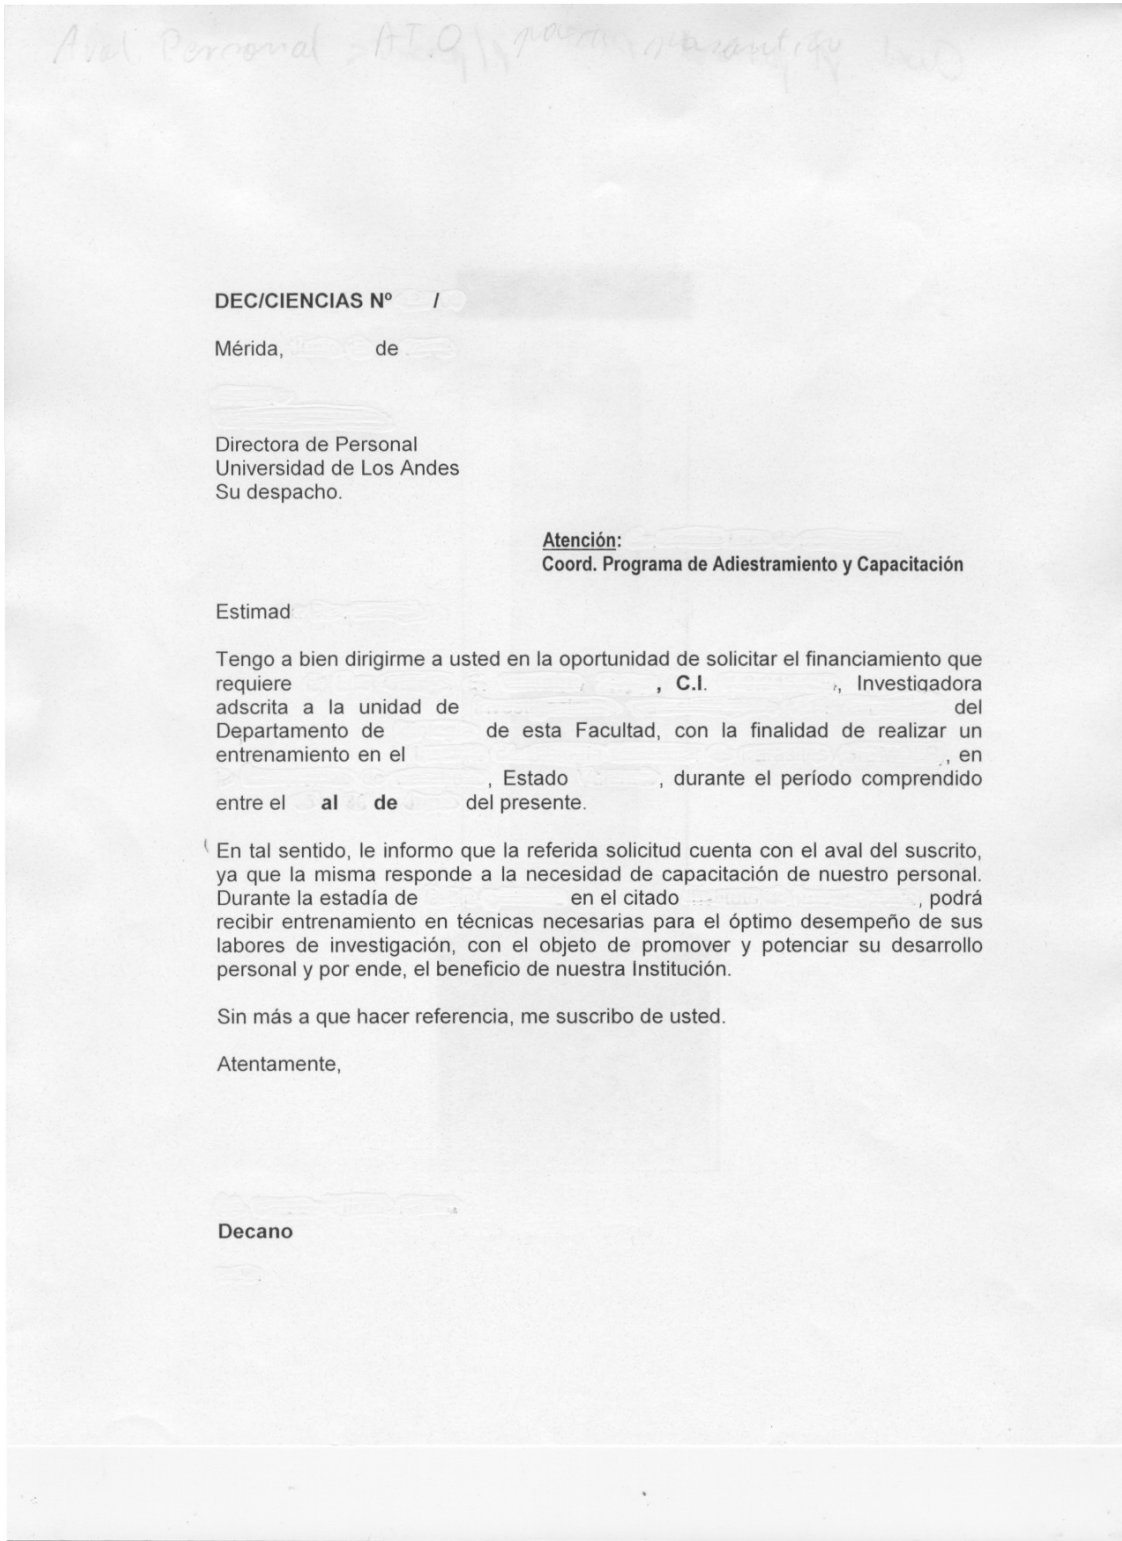 Aval Personal A.T.O para pasantía
DEC/CIENCIAS Nº /
Mérida, de
Directora de Personal
Universidad de Los Andes
Su despacho.
Atención:
Coord. Programa de Adiestramiento y Capacitación
Estimad
Tengo a bien dirigirme a usted en la oportunidad de solicitar el financiamiento que
requiere , C.I. , Investigadora
adscrita a la unidad de del
Departamento de de esta Facultad, con la finalidad de realizar un
entrenamiento en el , en
, Estado , durante el período comprendido
entre el al de del presente.
En tal sentido, le informo que la referida solicitud cuenta con el aval del suscrito,
ya que la misma responde a la necesidad de capacitación de nuestro personal.
Durante la estadía de en el citado , podrá
recibir entrenamiento en técnicas necesarias para el óptimo desempeño de sus
labores de investigación, con el objeto de promover y potenciar su desarrollo
personal y por ende, el beneficio de nuestra Institución.
Sin más a que hacer referencia, me suscribo de usted.
Atentamente,
Decano